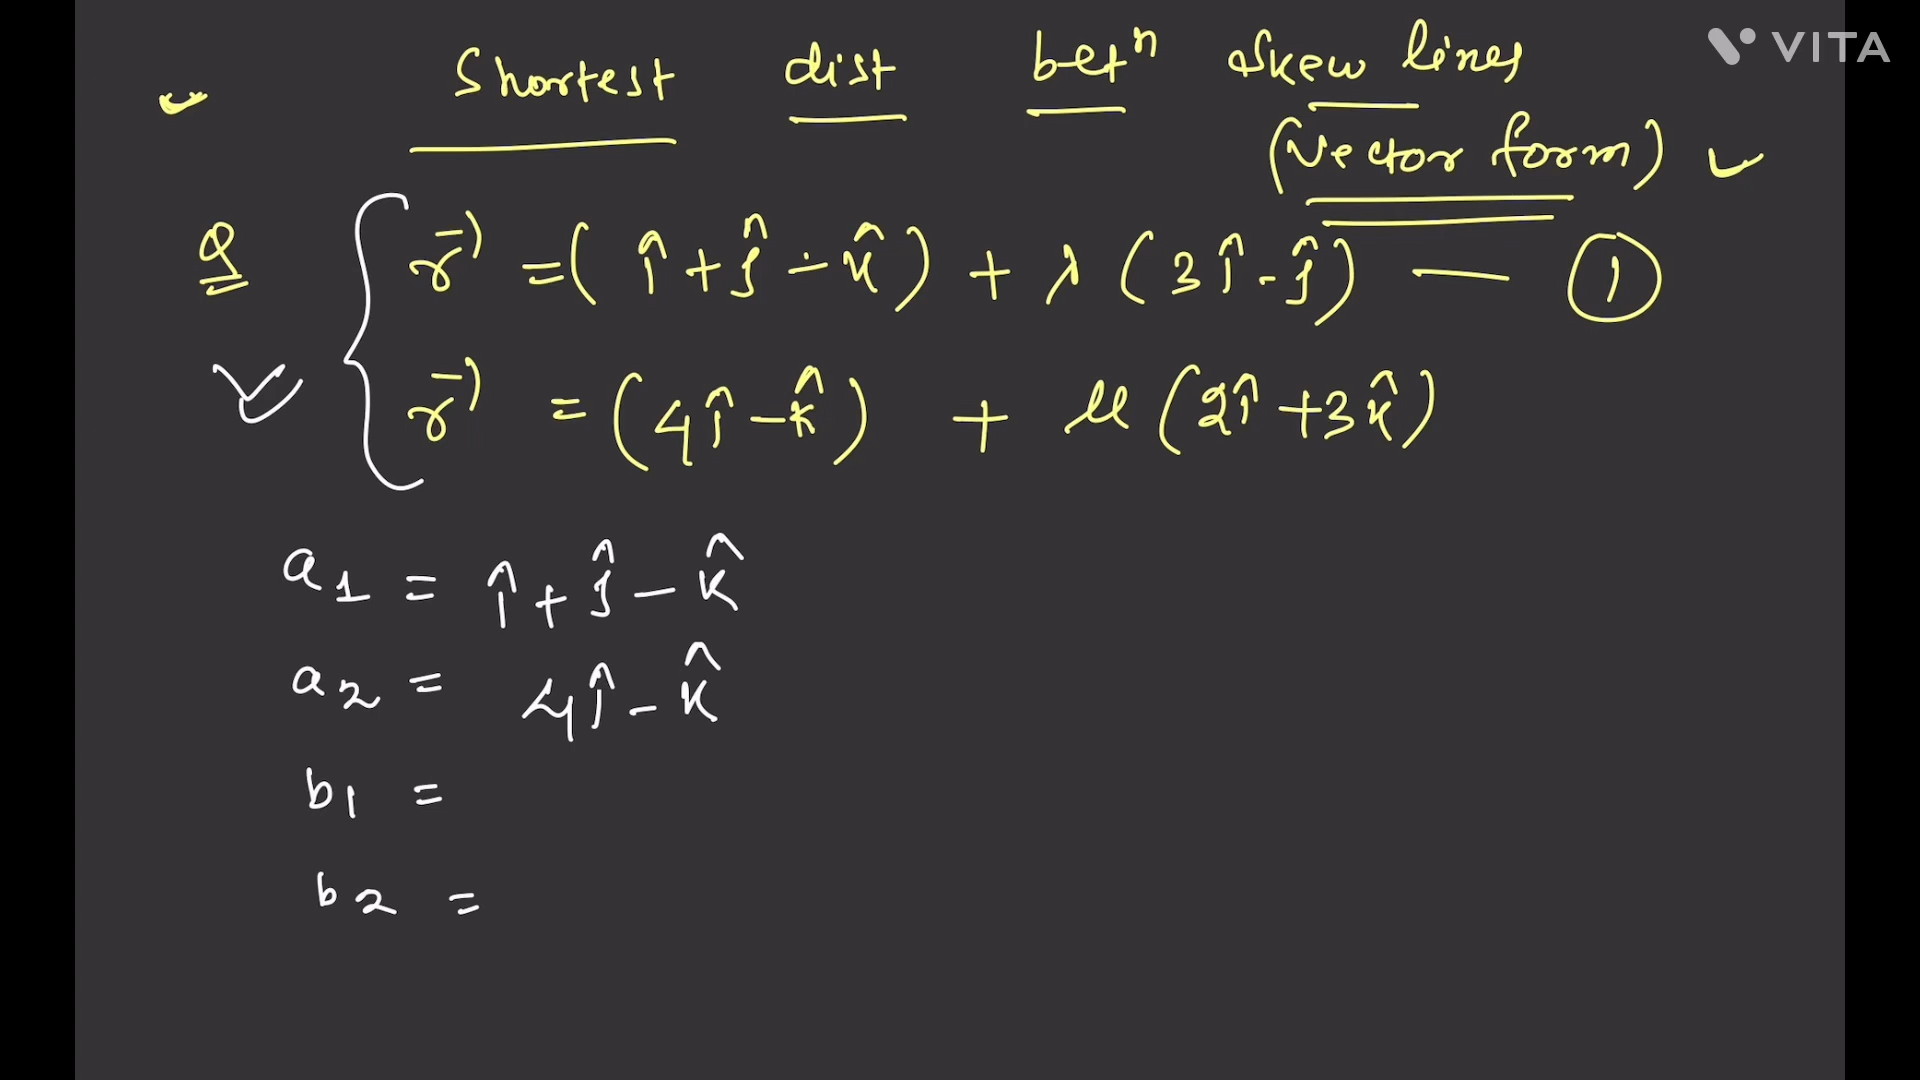 Shortest dist betⁿ skew lines
VITA
(Vector form)
Q r⃗ = (î + ĵ - k̂) + λ (3î - ĵ) — ①
r⃗ = (4î - k̂) + μ (2î + 3k̂)
a1 = î + ĵ - k̂
a2 = 4î - k̂
b1 =
b2 =